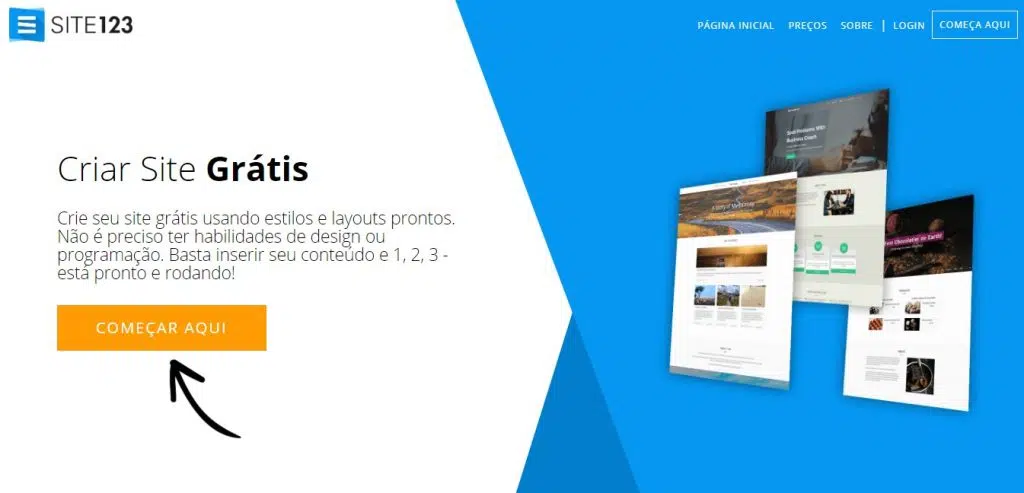 SITE123
PÁGINA INICIAL PREÇOS SOBRE | LOGIN COMEÇA AQUI
Criar Site Grátis
Crie seu site grátis usando estilos e layouts prontos.
Não é preciso ter habilidades de design ou
programação. Basta inserir seu conteúdo e 1, 2, 3 -
está pronto e rodando!
COMEÇAR AQUI
Business Coach